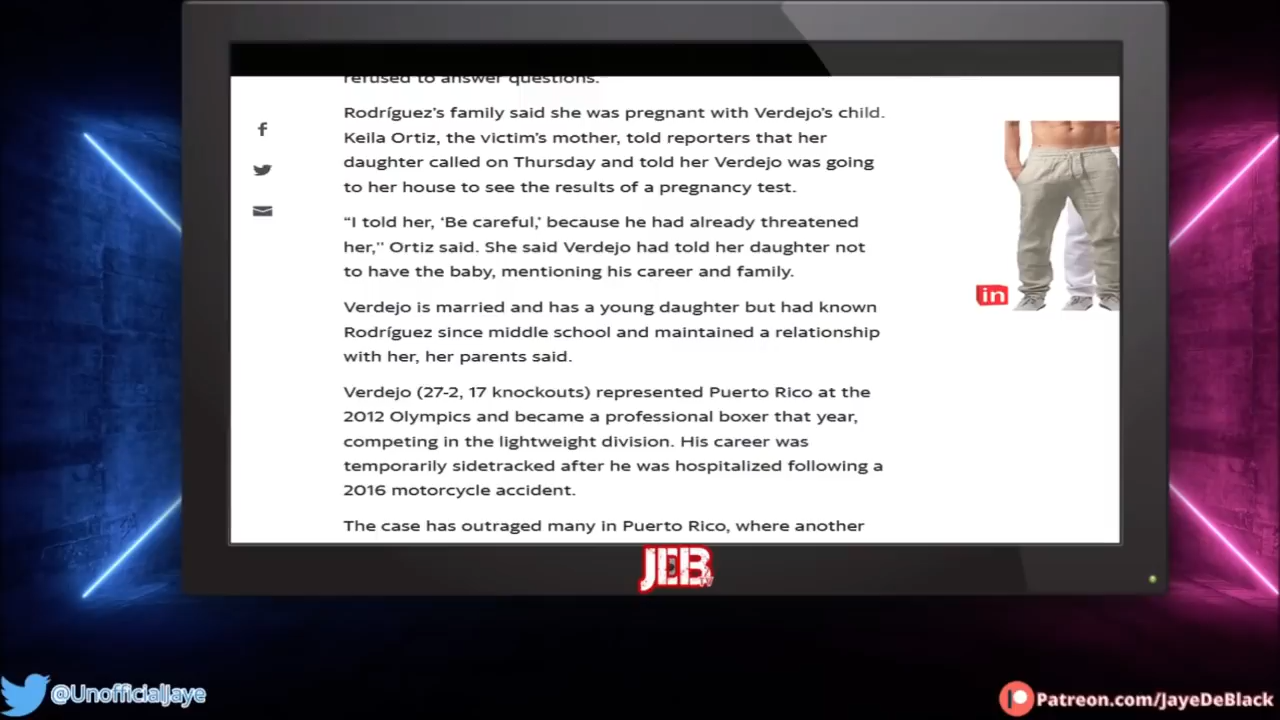 refused to answer questions."
Rodríguez's family said she was pregnant with Verdejo's child.
Keila Ortiz, the victim's mother, told reporters that her
daughter called on Thursday and told her Verdejo was going
to her house to see the results of a pregnancy test.
“I told her, ‘Be careful,’ because he had already threatened
her,'' Ortiz said. She said Verdejo had told her daughter not
to have the baby, mentioning his career and family.
Verdejo is married and has a young daughter but had known
Rodríguez since middle school and maintained a relationship
with her, her parents said.
Verdejo (27-2, 17 knockouts) represented Puerto Rico at the
2012 Olympics and became a professional boxer that year,
competing in the lightweight division. His career was
temporarily sidetracked after he was hospitalized following a
2016 motorcycle accident.
The case has outraged many in Puerto Rico, where another
in
JEB
TV
@UnofficialJaye
Patreon.com/JayeDeBlack